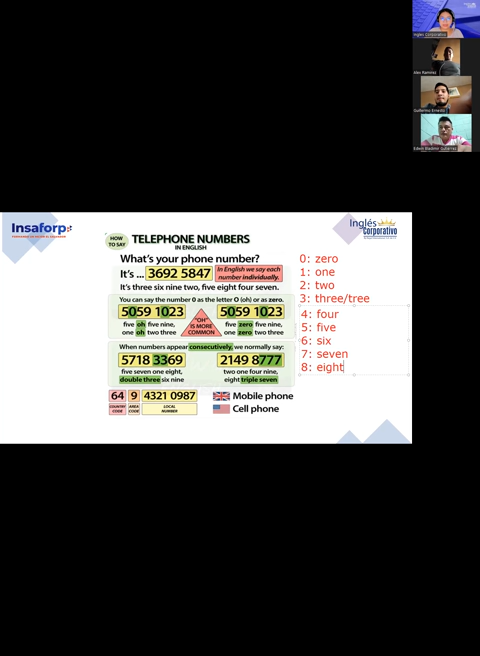 Inglés Corporativo
Alex Ramirez
Guillermo Ernesto
Edwin Bladimir Gutierrez
Insaforp
Inglés
Corporativo
HOW
TO SAY
TELEPHONE NUMBERS
IN ENGLISH
What's your phone number?
It's ... 3692 5847
In English we say each
number individually.
It's three six nine two, five eight four seven.
You can say the number 0 as the letter O (oh) or as zero.
5059 1023
five oh five nine,
one oh two three
"OH"
IS MORE
COMMON
5059 1023
five zero five nine,
one zero two three
When numbers appear consecutively, we normally say:
5718 3369
five seven one eight,
double three six nine
2149 8777
two one four nine,
eight triple seven
64 9 4321 0987
COUNTRY
CODE
AREA
CODE
LOCAL
NUMBER
Mobile phone
Cell phone
0: zero
1: one
2: two
3: three/tree
4: four
5: five
6: six
7: seven
8: eight